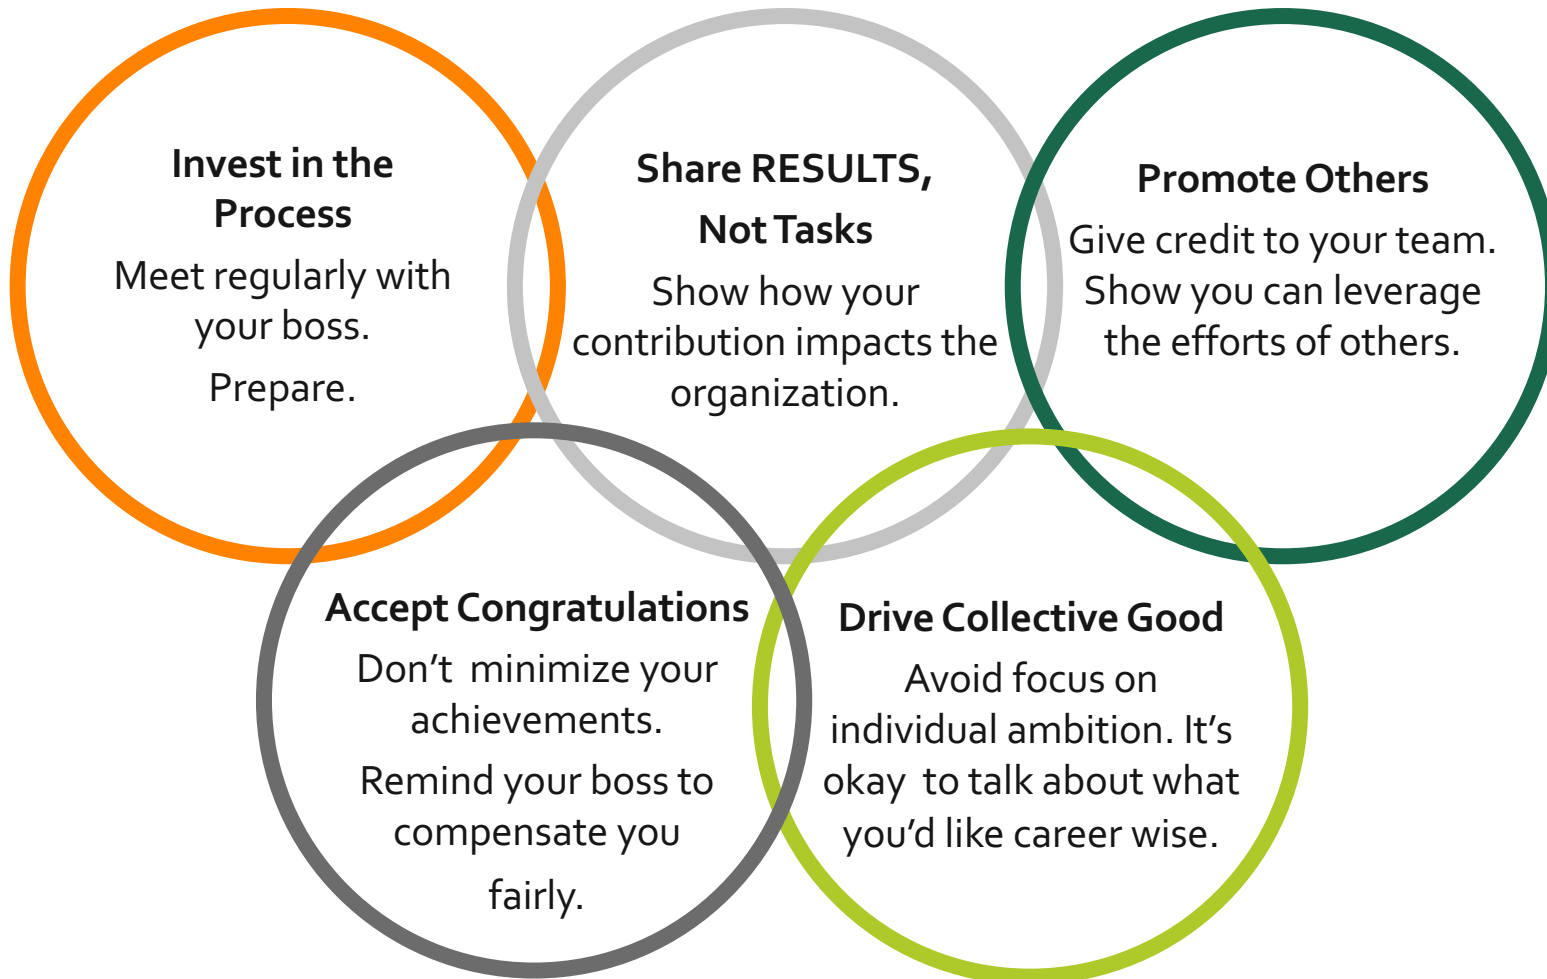 Invest in the
Process
Meet regularly with
your boss.
Prepare.
Share RESULTS,
Not Tasks
Show how your
contribution impacts the
organization.
Promote Others
Give credit to your team.
Show you can leverage
the efforts of others.
Accept Congratulations
Don’t  minimize your
achievements.
Remind your boss to
compensate you
fairly.
Drive Collective Good
Avoid focus on
individual ambition. It’s
okay  to talk about what
you’d like career wise.